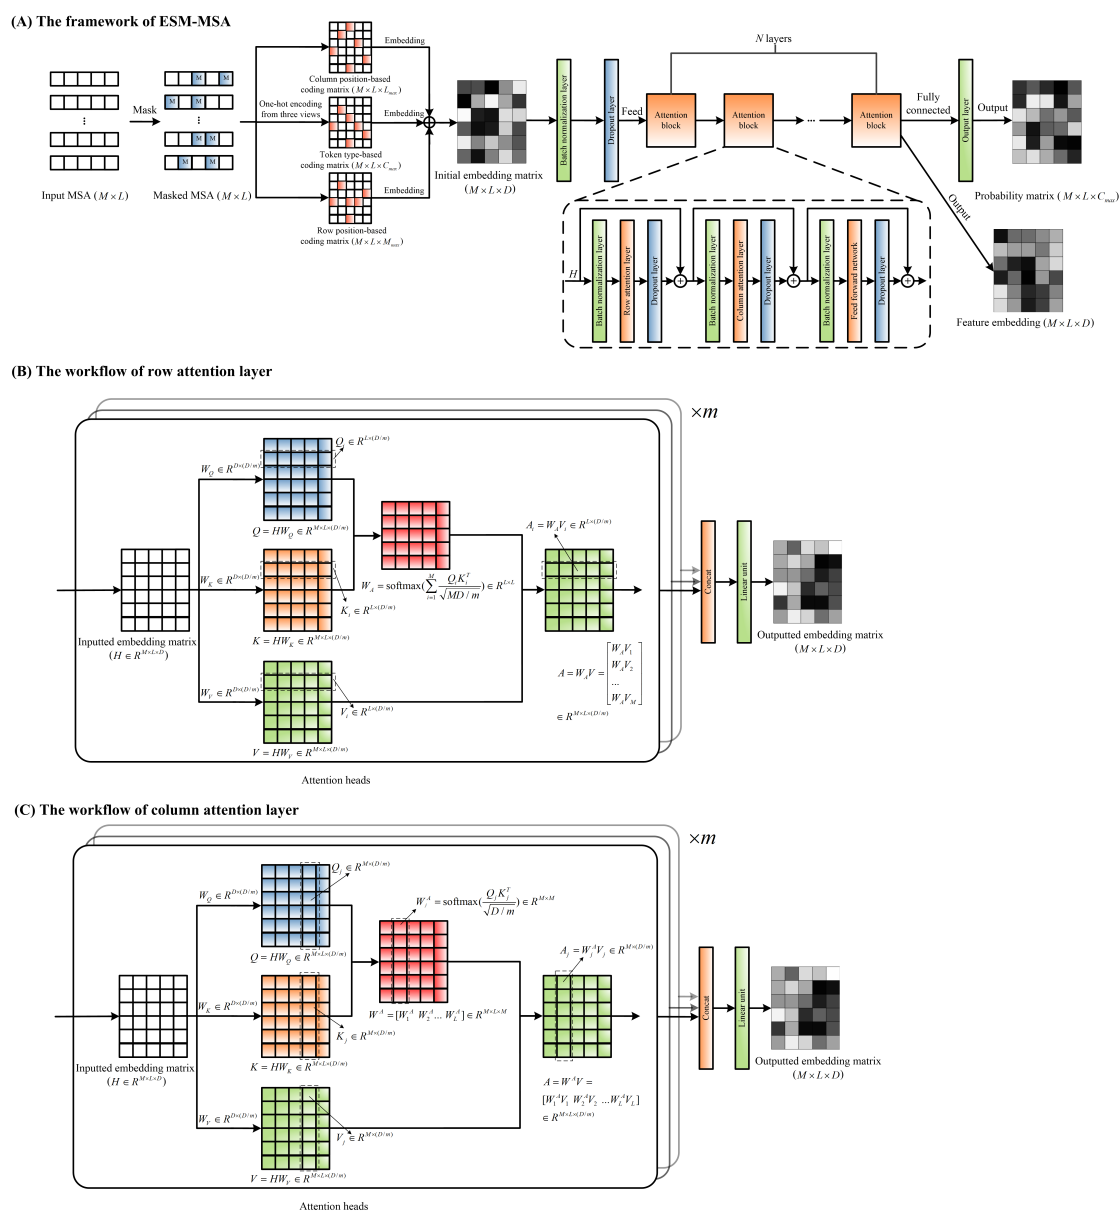 (A) The framework of ESM-MSA
Input MSA (M×L)
Mask
M M
M M
M M
M M
Masked MSA (M×L)
One-hot encoding
from three views
Column position-based
coding matrix (M×L×L_max)
Token type-based
coding matrix (M×L×C_max)
Row position-based
coding matrix (M×L×M_max)
Embedding
Embedding
Embedding
Initial embedding matrix
(M×L×D)
Batch normalization layer
Dropout layer
Feed
N layers
Attention
block
Attention
block
...
Attention
block
Fully
connected
Output layer
Output
Probability matrix (M×L×C_max)
Output
Feature embedding (M×L×D)
H
Batch normalization layer
Row attention layer
Dropout layer
Batch normalization layer
Column attention layer
Dropout layer
Batch normalization layer
Feed forward network
Dropout layer
(B) The workflow of row attention layer
×m
Inputted embedding matrix
(H ∈ R^{M×L×D})
W_Q ∈ R^{D×(D/m)}
Q_i ∈ R^{L×(D/m)}
Q = HW_Q ∈ R^{M×L×(D/m)}
W_K ∈ R^{D×(D/m)}
K_i ∈ R^{L×(D/m)}
K = HW_K ∈ R^{M×L×(D/m)}
W_V ∈ R^{D×(D/m)}
V_i ∈ R^{L×(D/m)}
V = HW_V ∈ R^{M×L×(D/m)}
W_A = softmax(∑_{i=1}^{M} Q_i K_i^T / √(MD/m)) ∈ R^{L×L}
A_i = W_A V_i ∈ R^{L×(D/m)}
A = W_A V = [W_A V_1
W_A V_2
...
W_A V_M]
∈ R^{M×L×(D/m)}
Concat
Linear unit
Outputted embedding matrix
(M×L×D)
Attention heads
(C) The workflow of column attention layer
×m
Inputted embedding matrix
(H ∈ R^{M×L×D})
W_Q ∈ R^{D×(D/m)}
Q_j ∈ R^{M×(D/m)}
Q = HW_Q ∈ R^{M×L×(D/m)}
W_K ∈ R^{D×(D/m)}
K_j ∈ R^{M×(D/m)}
K = HW_K ∈ R^{M×L×(D/m)}
W_V ∈ R^{D×(D/m)}
V_j ∈ R^{M×(D/m)}
V = HW_V ∈ R^{M×L×(D/m)}
W_j^A = softmax(Q_j K_j^T / √(D/m)) ∈ R^{M×M}
W^A = [W_1^A W_2^A ... W_L^A] ∈ R^{M×L×M}
A_j = W_j^A V_j ∈ R^{M×(D/m)}
A = W^A V =
[W_1^A V_1 W_2^A V_2 ...W_L^A V_L]
∈ R^{M×L×(D/m)}
Concat
Linear unit
Outputted embedding matrix
(M×L×D)
Attention heads